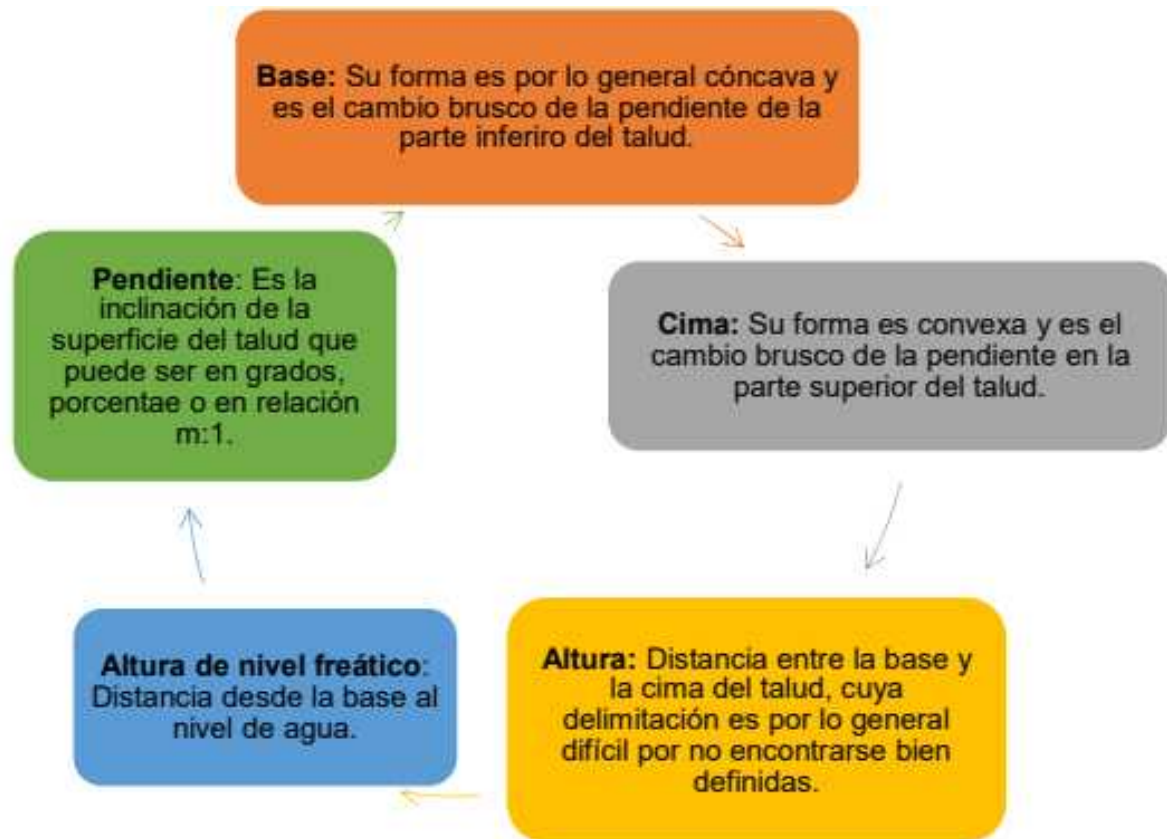 Base: Su forma es por lo general cóncava y
es el cambio brusco de la pendiente de la
parte inferiro del talud.
Cima: Su forma es convexa y es el
cambio brusco de la pendiente en la
parte superior del talud.
Altura: Distancia entre la base y
la cima del talud, cuya
delimitación es por lo general
difícil por no encontrarse bien
definidas.
Altura de nivel freático:
Distancia desde la base al
nivel de agua.
Pendiente: Es la
inclinación de la
superficie del talud que
puede ser en grados,
porcentae o en relación
m:1.